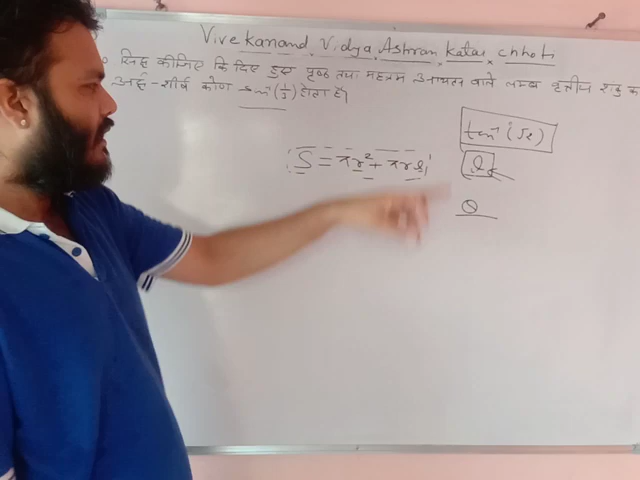 Vivekanand Vidya Ashram Katai chhoti
सिद्ध कीजिए कि दिए हुए पृष्ठ तथा महत्तम आयतन वाले लम्ब वृत्तीय शंकु का
अर्द्ध-शीर्ष कोण sin⁻¹(1/3) होता है।
tan⁻¹(√2)
S = πr² + πrl
l
θ